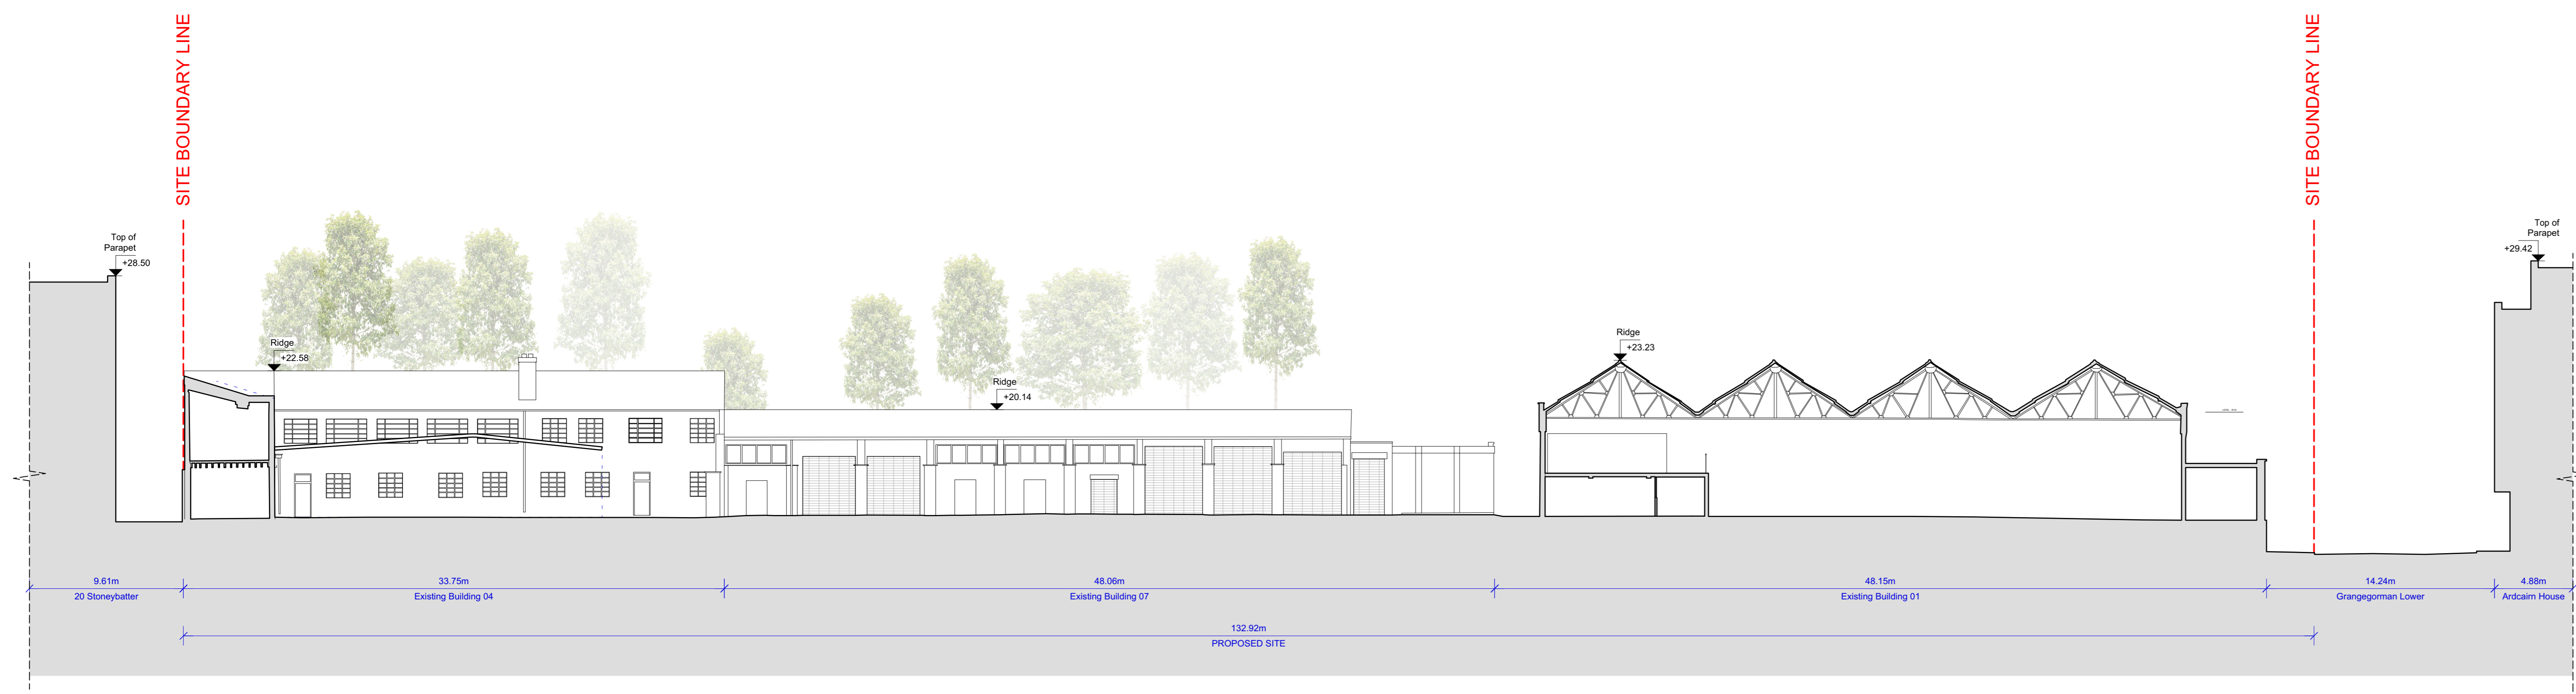 SITE BOUNDARY LINE
SITE BOUNDARY LINE
Top of
Parapet
+28.50
Top of
Parapet
+29.42
Ridge
+22.58
Ridge
+20.14
Ridge
+23.23
9.61m
33.75m
48.06m
48.15m
14.24m
4.88m
20 Stoneybatter
Existing Building 04
Existing Building 07
Existing Building 01
Grangegorman Lower
Ardcairn House
132.92m
PROPOSED SITE